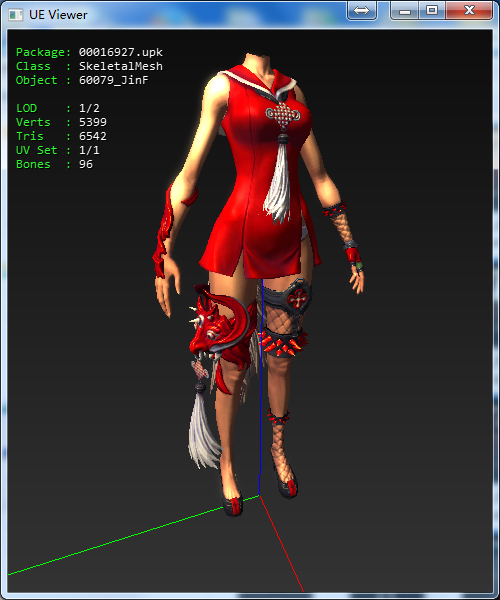 UE Viewer
Package: 00016927.upk
Class : SkeletalMesh
Object : 60079_JinF
LOD : 1/2
Verts : 5399
Tris : 6542
UV Set : 1/1
Bones : 96